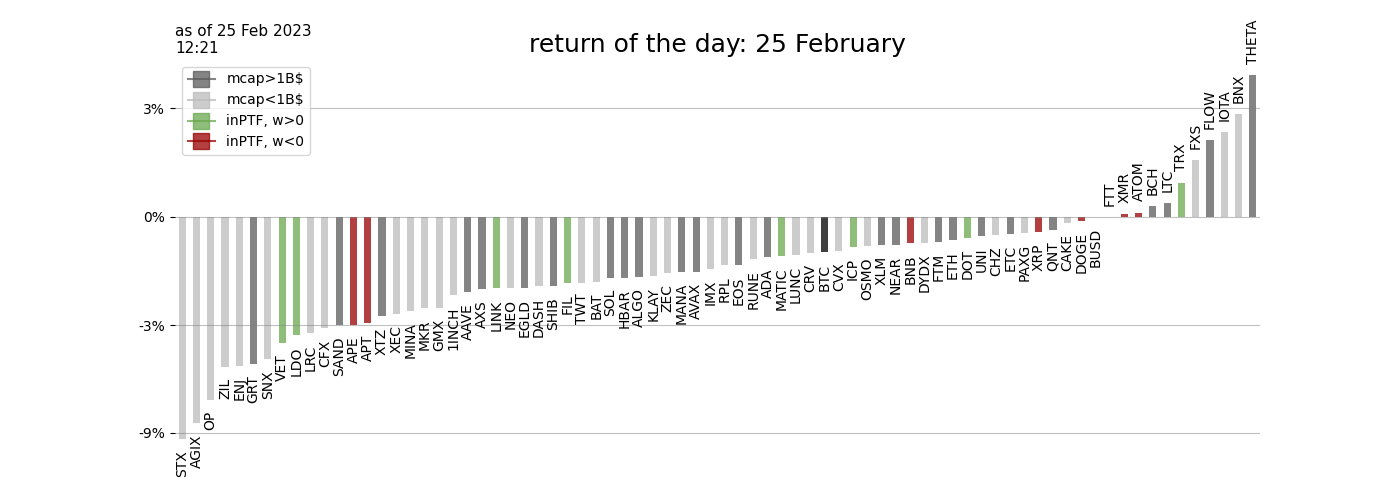 as of 25 Feb 2023
12:21
return of the day: 25 February
mcap>1B$
mcap<1B$
inPTF, w>0
inPTF, w<0
3%
0%
-3%
-9%
STX
AGIX
OP
ZIL
ENJ
GRT
SNX
VET
LDO
LRC
CFX
SAND
APE
APT
XTZ
XEC
MINA
MKR
GMX
1INCH
AAVE
AXS
LINK
NEO
EGLD
DASH
SHIB
FIL
TWT
BAT
SOL
HBAR
ALGO
KLAY
ZEC
MANA
AVAX
IMX
RPL
EOS
RUNE
ADA
MATIC
LUNC
CRV
BTC
CVX
ICP
OSMO
XLM
NEAR
BNB
DYDX
FTM
ETH
DOT
UNI
CHZ
ETC
PAXG
XRP
QNT
CAKE
DOGE
BUSD
FTT
XMR
ATOM
BCH
LTC
TRX
FXS
FLOW
IOTA
BNX
THETA